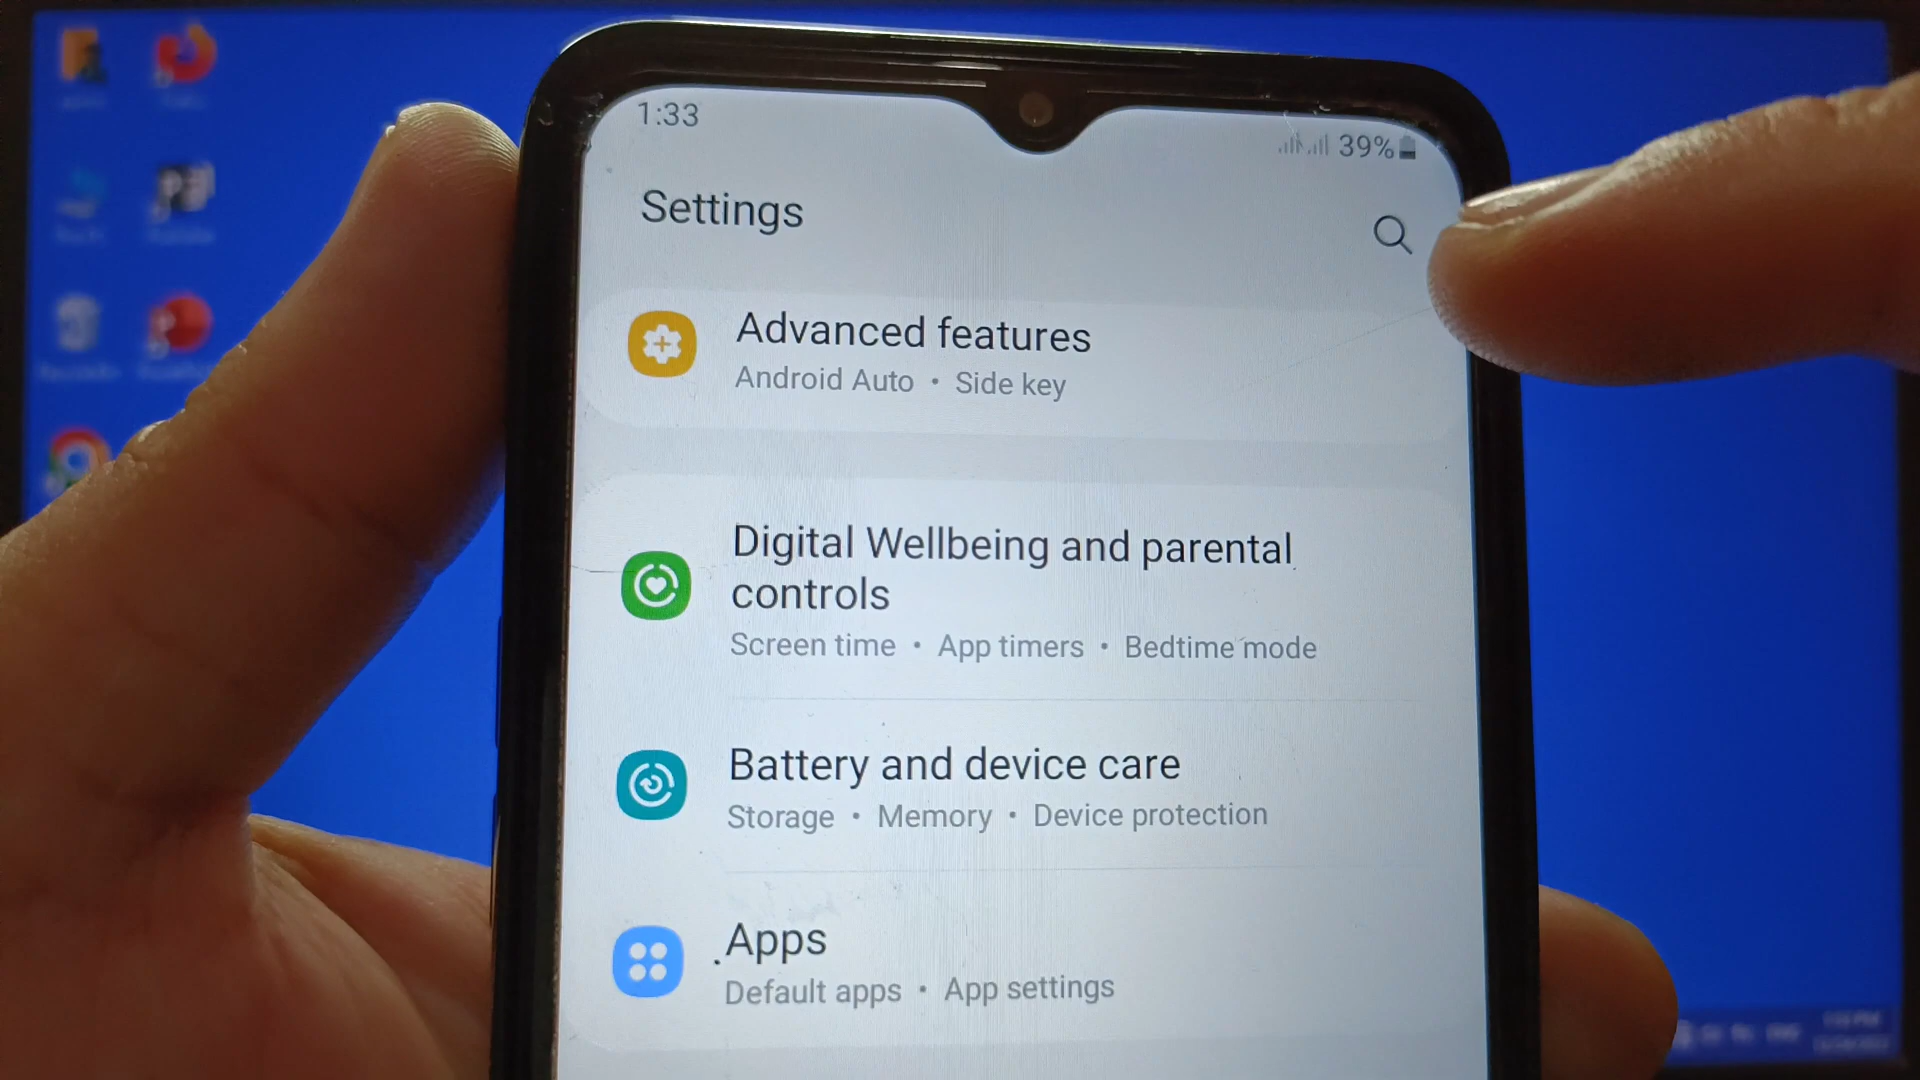 1:33
39%
Settings
Advanced features
Android Auto • Side key
Digital Wellbeing and parental
controls
Screen time • App timers • Bedtime mode
Battery and device care
Storage • Memory • Device protection
Apps
Default apps • App settings